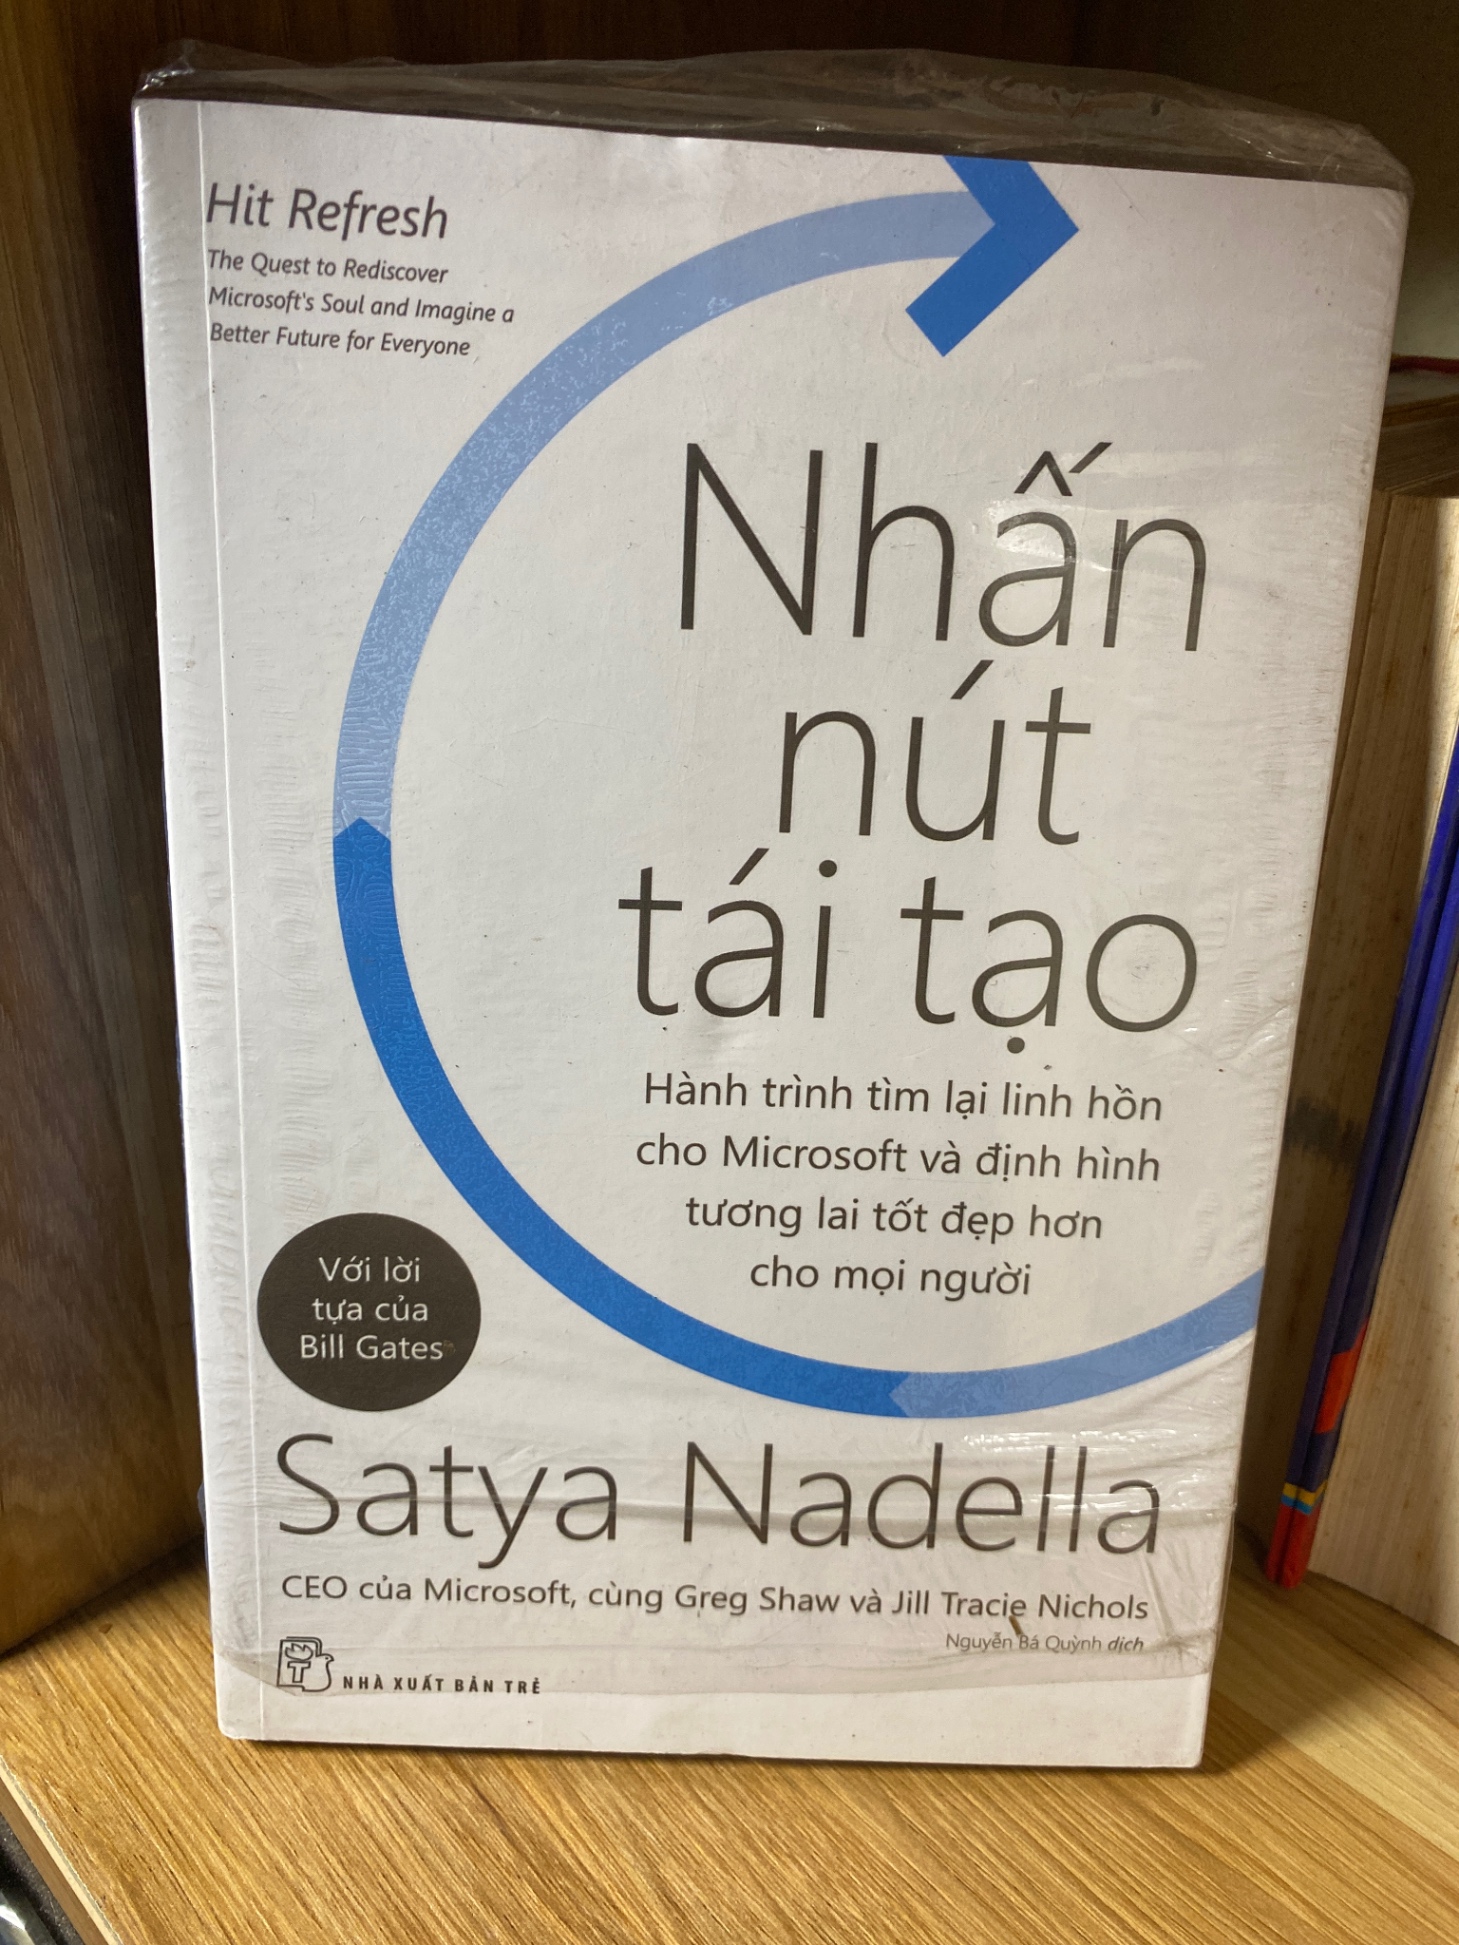 Hit Refresh
The Quest to Rediscover
Microsoft's Soul and Imagine a
Better Future for Everyone
Nhấn
nút
tái tạo
Hành trình tìm lại linh hồn
cho Microsoft và định hình
tương lai tốt đẹp hơn
cho mọi người
Với lời
tựa của
Bill Gates
Satya Nadella
CEO của Microsoft, cùng Greg Shaw và Jill Tracie Nichols
Nguyễn Bá Quỳnh dịch
T
NHÀ XUẤT BẢN TRẺ